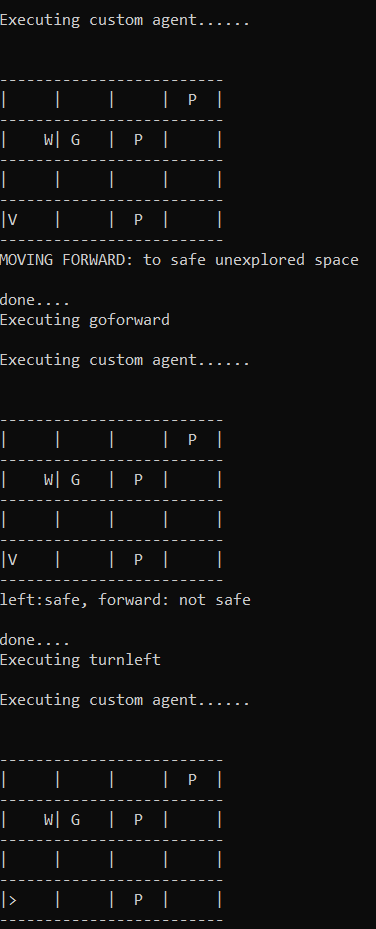 Executing custom agent......
-------------------------
|     |     |     |  P  |
-------------------------
|    W| G   |  P  |     |
-------------------------
|     |     |     |     |
-------------------------
|V    |     |  P  |     |
-------------------------
MOVING FORWARD: to safe unexplored space
done....
Executing goforward
Executing custom agent......
-------------------------
|     |     |     |  P  |
-------------------------
|    W| G   |  P  |     |
-------------------------
|     |     |     |     |
-------------------------
|V    |     |  P  |     |
-------------------------
left:safe, forward: not safe
done....
Executing turnleft
Executing custom agent......
-------------------------
|     |     |     |  P  |
-------------------------
|    W| G   |  P  |     |
-------------------------
|     |     |     |     |
-------------------------
|>    |     |  P  |     |
-------------------------